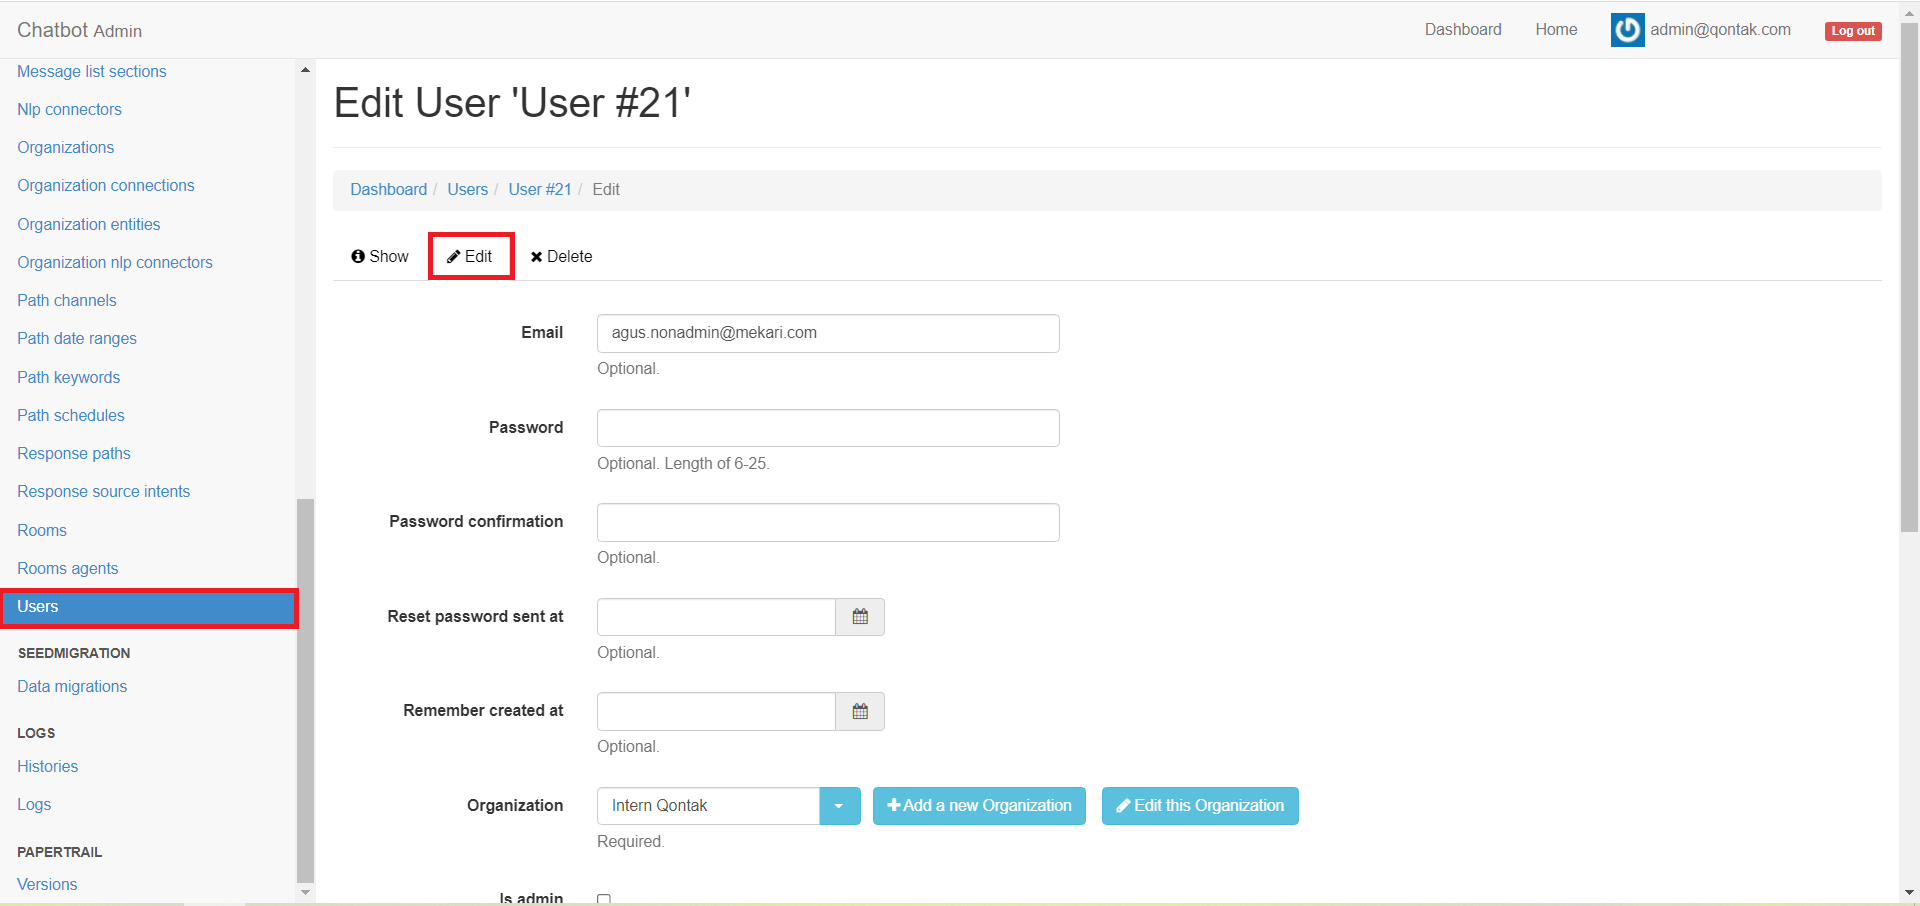 Chatbot Admin
Dashboard
Home
admin@qontak.com
Log out
Message list sections
Nlp connectors
Organizations
Organization connections
Organization entities
Organization nlp connectors
Path channels
Path date ranges
Path keywords
Path schedules
Response paths
Response source intents
Rooms
Rooms agents
Users
SEEDMIGRATION
Data migrations
LOGS
Histories
Logs
PAPERTRAIL
Versions
Edit User 'User #21'
Dashboard / Users / User #21 / Edit
Show
Edit
Delete
Email
agus.nonadmin@mekari.com
Optional.
Password
Optional. Length of 6-25.
Password confirmation
Optional.
Reset password sent at
Optional.
Remember created at
Optional.
Organization
Intern Qontak
Add a new Organization
Edit this Organization
Required.
Is admin